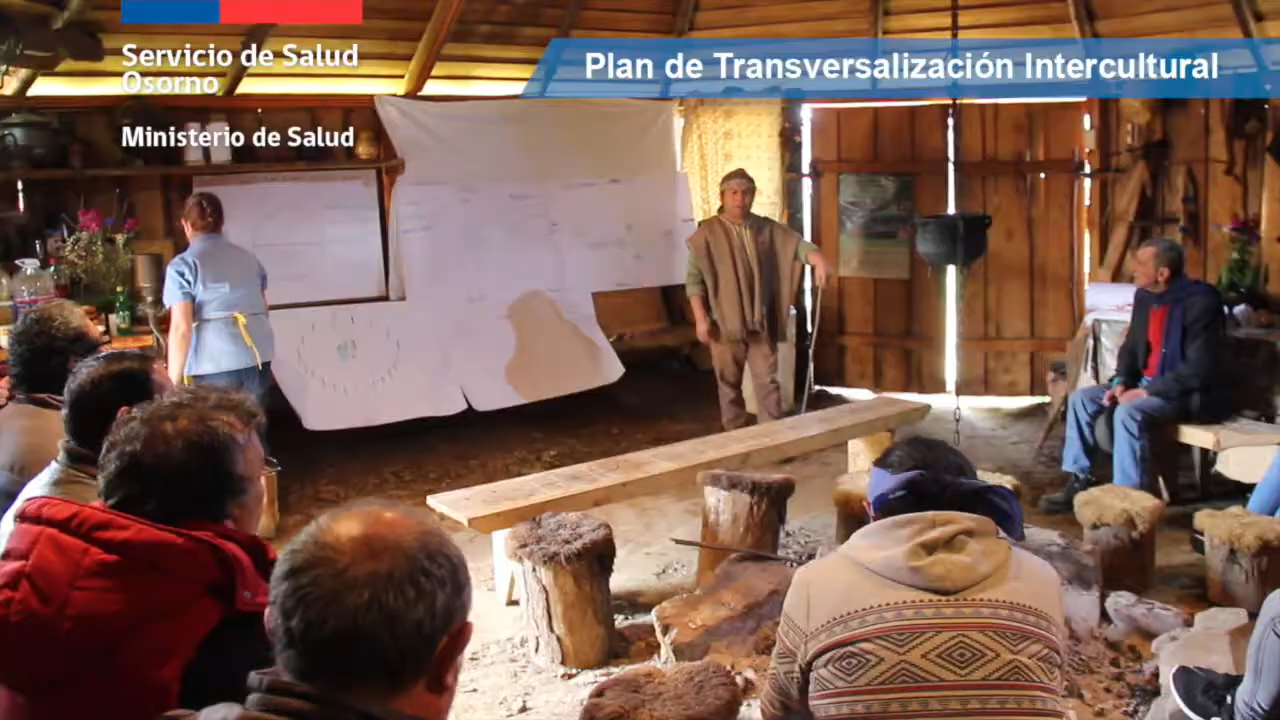 Servicio de Salud
Osorno
Ministerio de Salud
Plan de Transversalización Intercultural